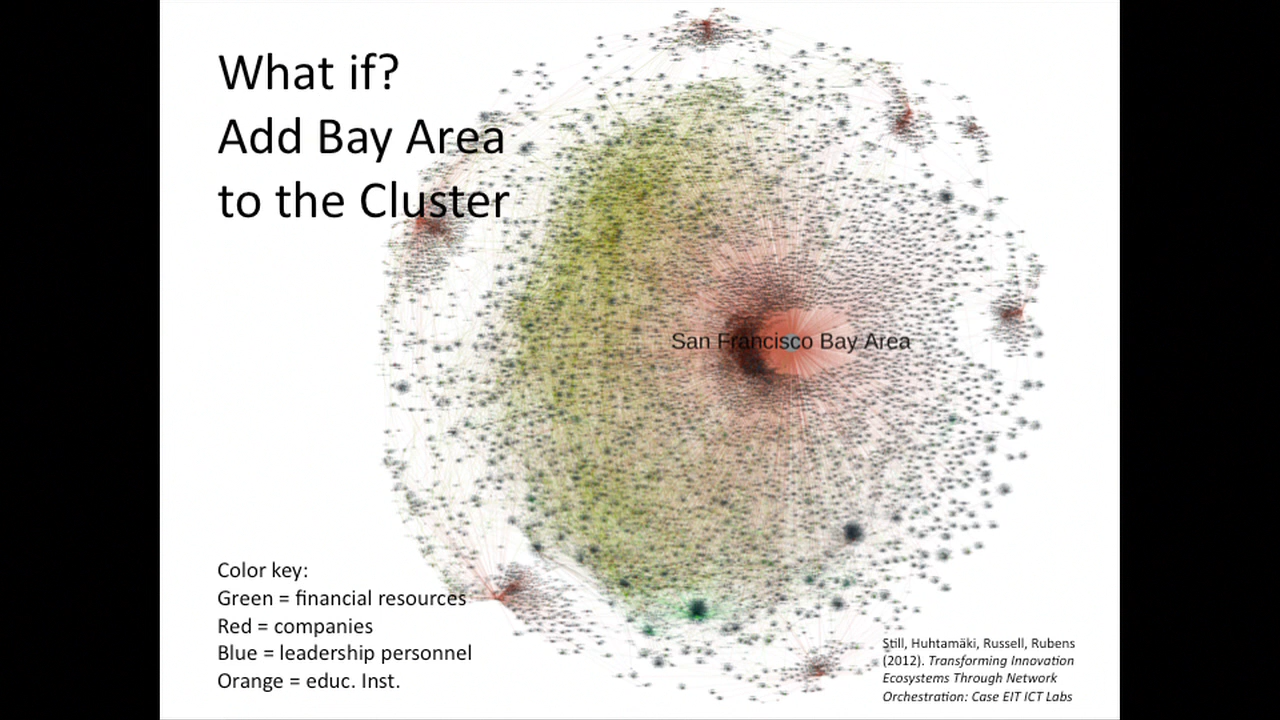 What if?
Add Bay Area
to the Cluster
San Francisco Bay Area
Color key:
Green = financial resources
Red = companies
Blue = leadership personnel
Orange = educ. Inst.
Still, Huhtamäki, Russell, Rubens
(2012). Transforming Innovation
Ecosystems Through Network
Orchestration: Case EIT ICT Labs